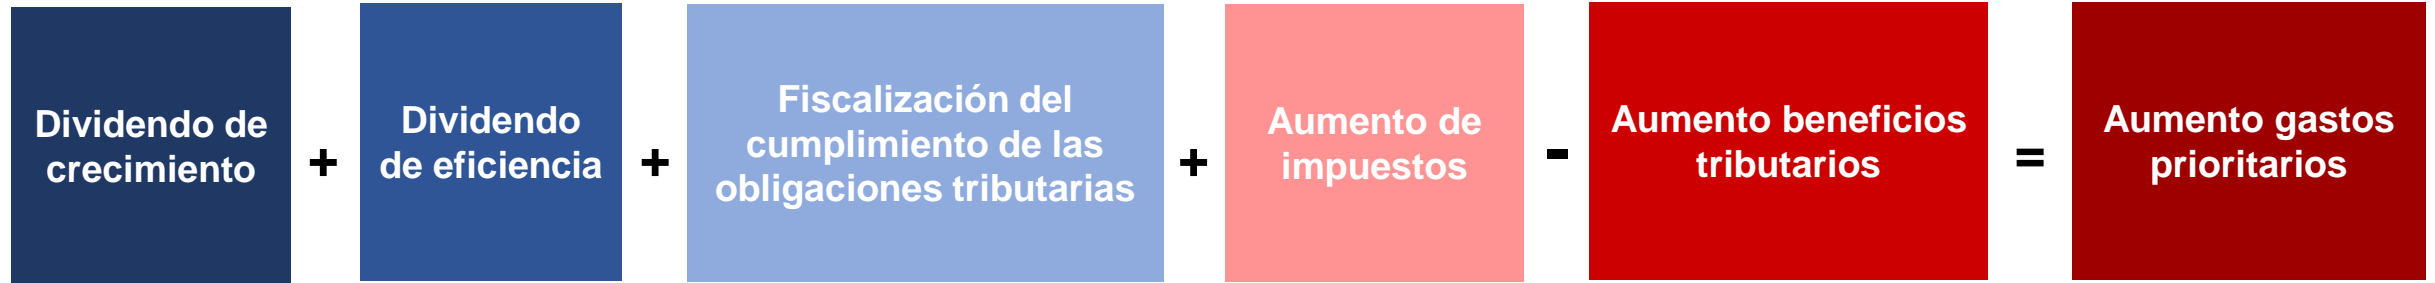 Dividendo de
crecimiento
+
Dividendo
de eficiencia
+
Fiscalización del
cumplimiento de las
obligaciones tributarias
+
Aumento de
impuestos
-
Aumento beneficios
tributarios
=
Aumento gastos
prioritarios